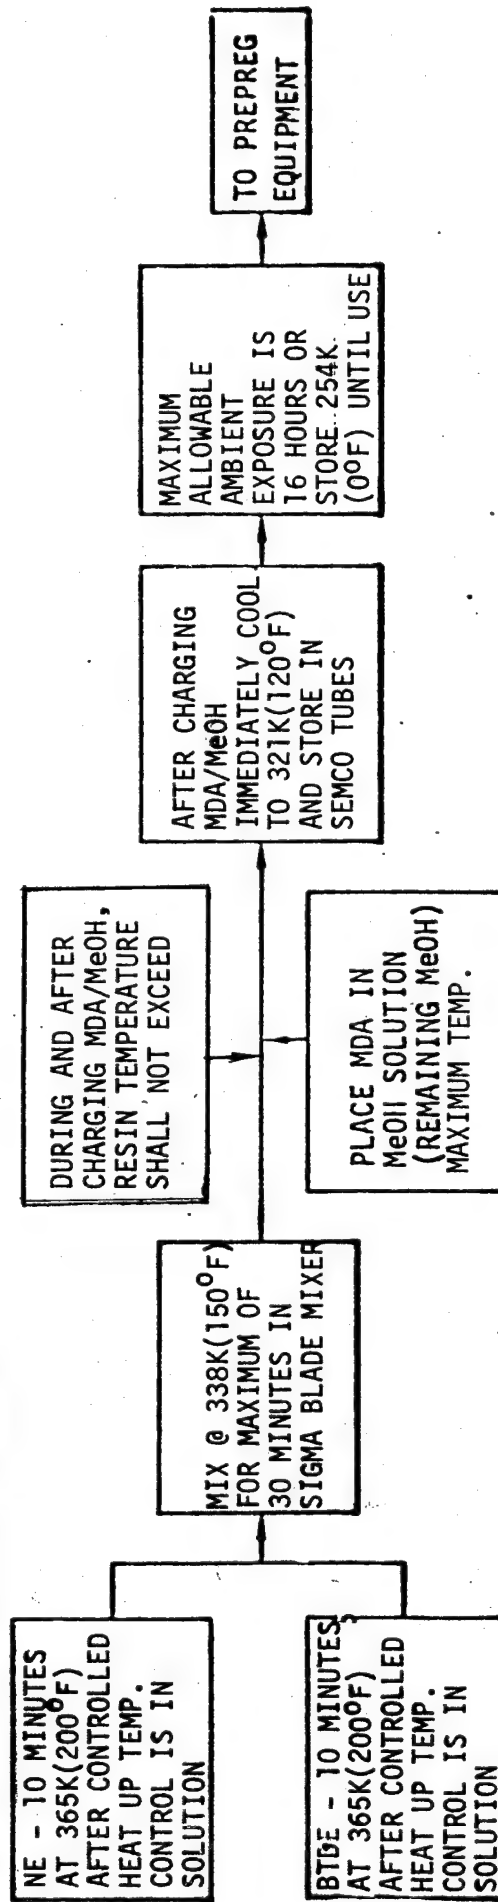 NE - 10 MINUTES
AT 365K(200°F)
AFTER CONTROLLED
HEAT UP TEMP.
CONTROL IS IN
SOLUTION
BTDE - 10 MINUTES
AT 365K(200°F)
AFTER CONTROLLED
HEAT UP TEMP.
CONTROL IS IN
SOLUTION
MIX @ 338K(150°F)
FOR MAXIMUM OF
30 MINUTES IN
SIGMA BLADE MIXER
DURING AND AFTER
CHARGING MDA/MeOH,
RESIN TEMPERATURE
SHALL NOT EXCEED
PLACE MDA IN
MeOH SOLUTION
(REMAINING MeOH)
MAXIMUM TEMP.
AFTER CHARGING
MDA/MeOH
IMMEDIATELY COOL
TO 321K(120°F)
AND STORE IN
SEMCO TUBES
MAXIMUM
ALLOWABLE
AMBIENT
EXPOSURE IS
16 HOURS OR
STORE 254K
(0°F) UNTIL USE
TO PREPREG
EQUIPMENT